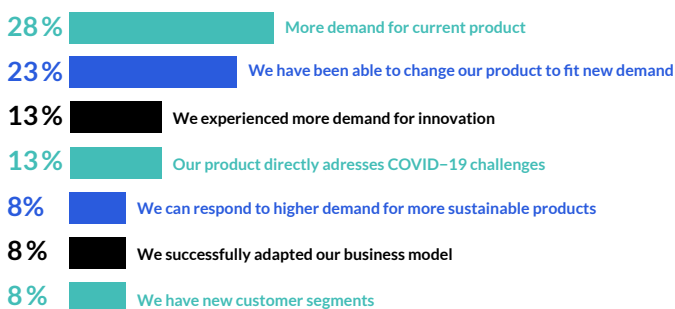 28% More demand for current product
23% We have been able to change our product to fit new demand
13% We experienced more demand for innovation
13% Our product directly adresses COVID-19 challenges
8% We can respond to higher demand for more sustainable products
8% We successfully adapted our business model
8% We have new customer segments